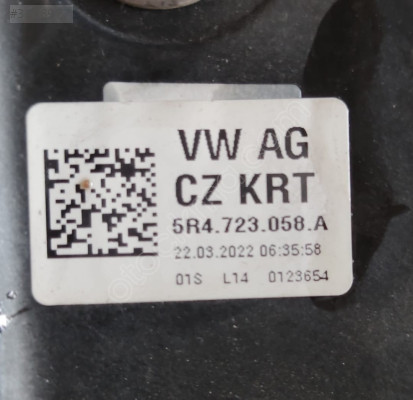 VW AG
CZ KRT
5R4.723.058.A
22.03.2022 06:35:58
01S L14 0123654